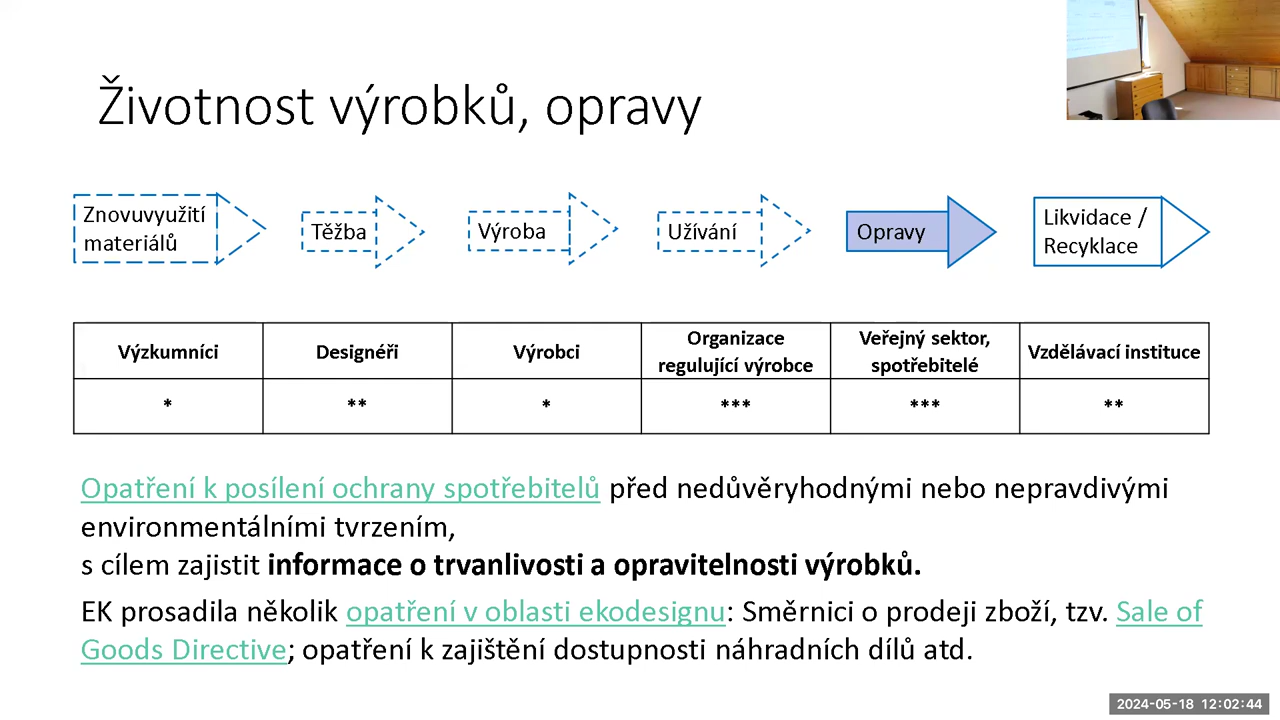 Životnost výrobků, opravy
Znovuvyužití
materiálů
Těžba
Výroba
Užívání
Opravy
Likvidace /
Recyklace
Výzkumníci
Designéři
Výrobci
Organizace
regulující výrobce
Veřejný sektor,
spotřebitelé
Vzdělávací instituce
*
**
*
***
***
**
Opatření k posílení ochrany spotřebitelů před nedůvěryhodnými nebo nepravdivými
environmentálními tvrzením,
s cílem zajistit informace o trvanlivosti a opravitelnosti výrobků.
EK prosadila několik opatření v oblasti ekodesignu: Směrnici o prodeji zboží, tzv. Sale of
Goods Directive; opatření k zajištění dostupnosti náhradních dílů atd.
2024-05-18 12:02:44